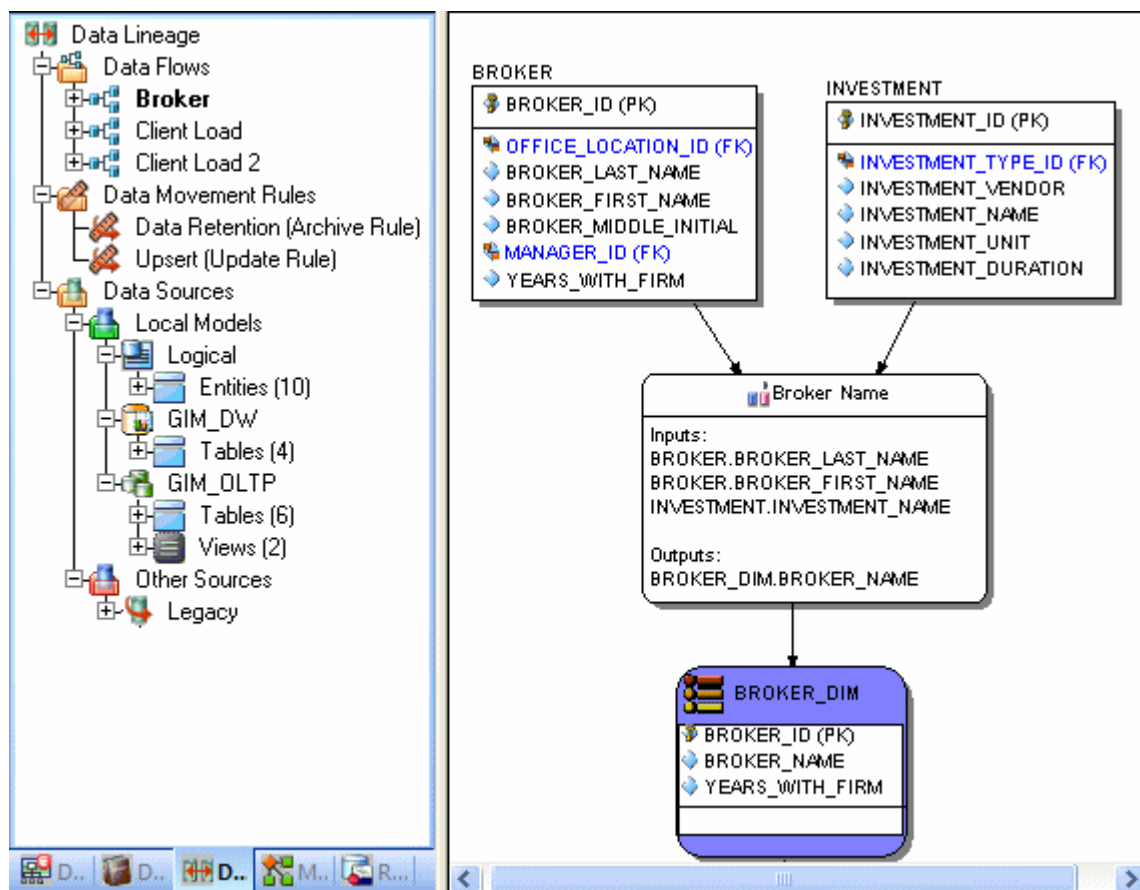 Data Lineage
Data Flows
Broker
Client Load
Client Load 2
Data Movement Rules
Data Retention (Archive Rule)
Upsert (Update Rule)
Data Sources
Local Models
Logical
Entities (10)
GIM_DW
Tables (4)
GIM_OLTP
Tables (6)
Views (2)
Other Sources
Legacy
D..
D..
D..
M..
R...
BROKER
BROKER_ID (PK)
OFFICE_LOCATION_ID (FK)
BROKER_LAST_NAME
BROKER_FIRST_NAME
BROKER_MIDDLE_INITIAL
MANAGER_ID (FK)
YEARS_WITH_FIRM
INVESTMENT
INVESTMENT_ID (PK)
INVESTMENT_TYPE_ID (FK)
INVESTMENT_VENDOR
INVESTMENT_NAME
INVESTMENT_UNIT
INVESTMENT_DURATION
Broker Name
Inputs:
BROKER.BROKER_LAST_NAME
BROKER.BROKER_FIRST_NAME
INVESTMENT.INVESTMENT_NAME
Outputs:
BROKER_DIM.BROKER_NAME
BROKER_DIM
BROKER_ID (PK)
BROKER_NAME
YEARS_WITH_FIRM